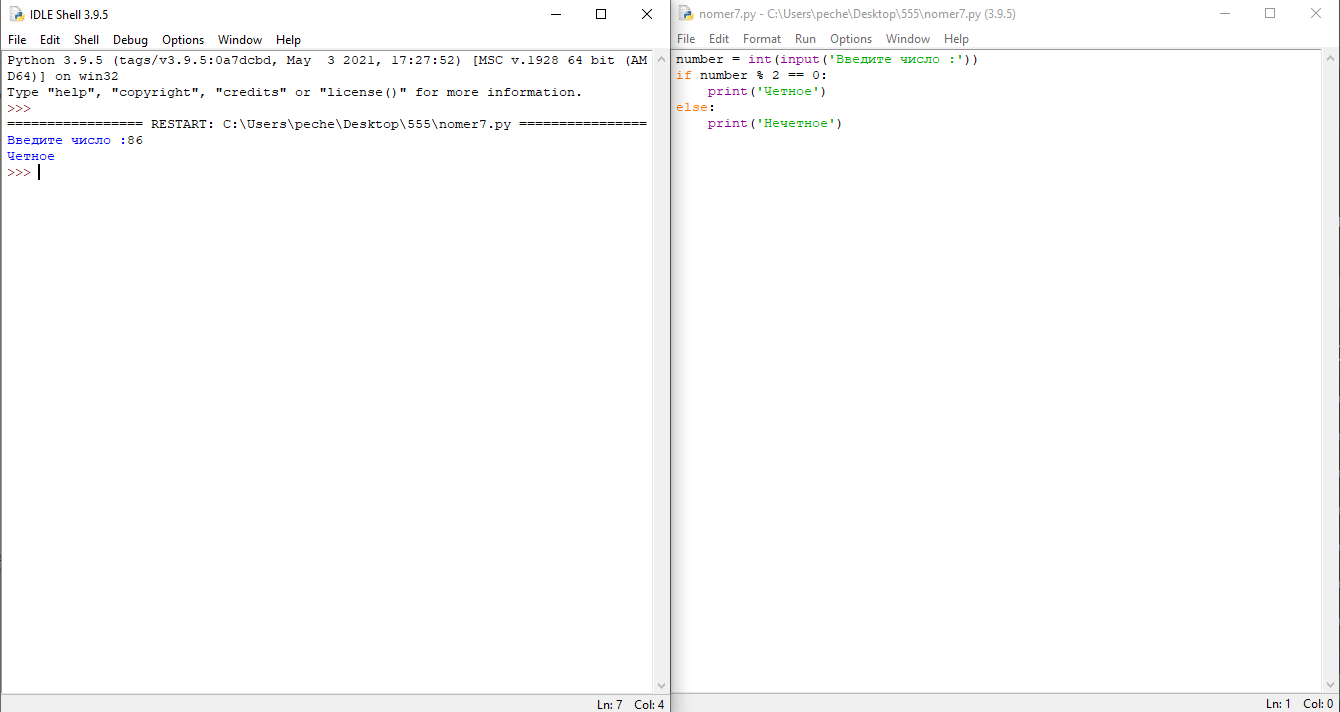 IDLE Shell 3.9.5
File Edit Shell Debug Options Window Help
Python 3.9.5 (tags/v3.9.5:0a7dcbd, May  3 2021, 17:27:52) [MSC v.1928 64 bit (AM
D64)] on win32
Type "help", "copyright", "credits" or "license()" for more information.
>>>
================= RESTART: C:\Users\peche\Desktop\555\nomer7.py ================
Введите число :86
Четное
>>>
Ln: 7 Col: 4
nomer7.py - C:\Users\peche\Desktop\555\nomer7.py (3.9.5)
File Edit Format Run Options Window Help
number = int(input('Введите число :'))
if number % 2 == 0:
    print('Четное')
else:
    print('Нечетное')
Ln: 1 Col: 0